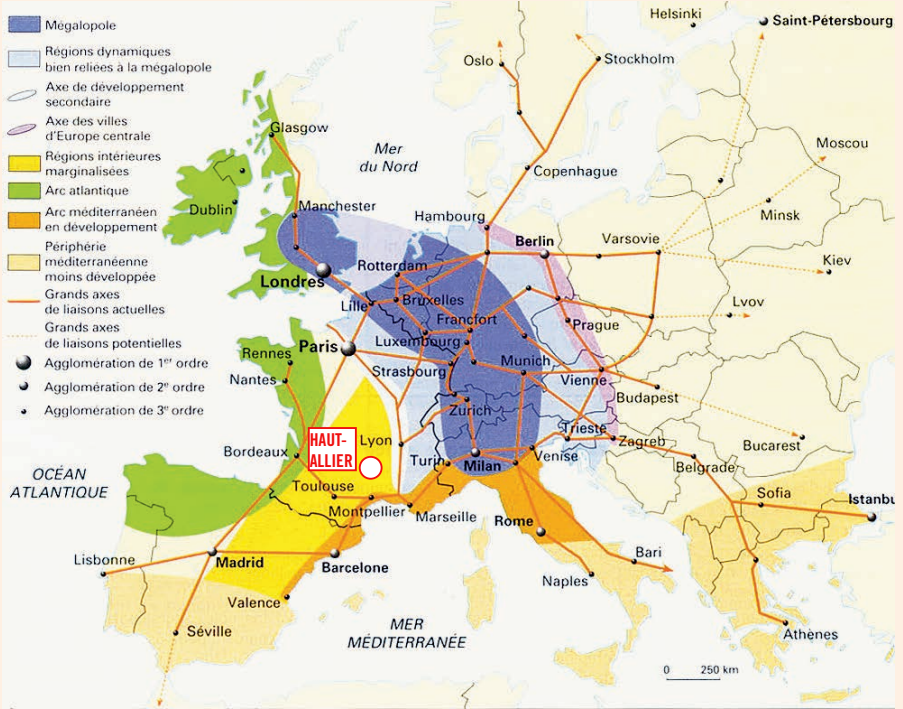 Mégalopole
Régions dynamiques
bien reliées à la mégalopole
Axe de développement
secondaire
Axe des villes
d'Europe centrale
Régions intérieures
marginalisées
Arc atlantique
Arc méditerranéen
en développement
Périphérie
méditerranéenne
moins développée
Grands axes
de liaisons actuelles
Grands axes
de liaisons potentielles
Agglomération de 1er ordre
Agglomération de 2e ordre
Agglomération de 3e ordre
Helsinki
Saint-Pétersbourg
Oslo
Stockholm
Glasgow
Mer
du Nord
Moscou
Copenhague
Dublin
Manchester
Hambourg
Minsk
Berlin
Varsovie
Kiev
Rotterdam
Londres
Lille
Bruxelles
Lvov
Francfort
Prague
Paris
Luxembourg
Rennes
Strasbourg
Munich
Nantes
Vienne
Budapest
Zurich
HAUT-
ALLIER
Lyon
Trieste
Zagreb
Bucarest
Bordeaux
Turin
Milan
Venise
Belgrade
OCÉAN
ATLANTIQUE
Toulouse
Montpellier
Marseille
Sofia
Istanbu
Rome
Lisbonne
Madrid
Barcelone
Bari
Naples
Valence
Séville
MER
MÉDITERRANÉE
Athènes
0 250 km